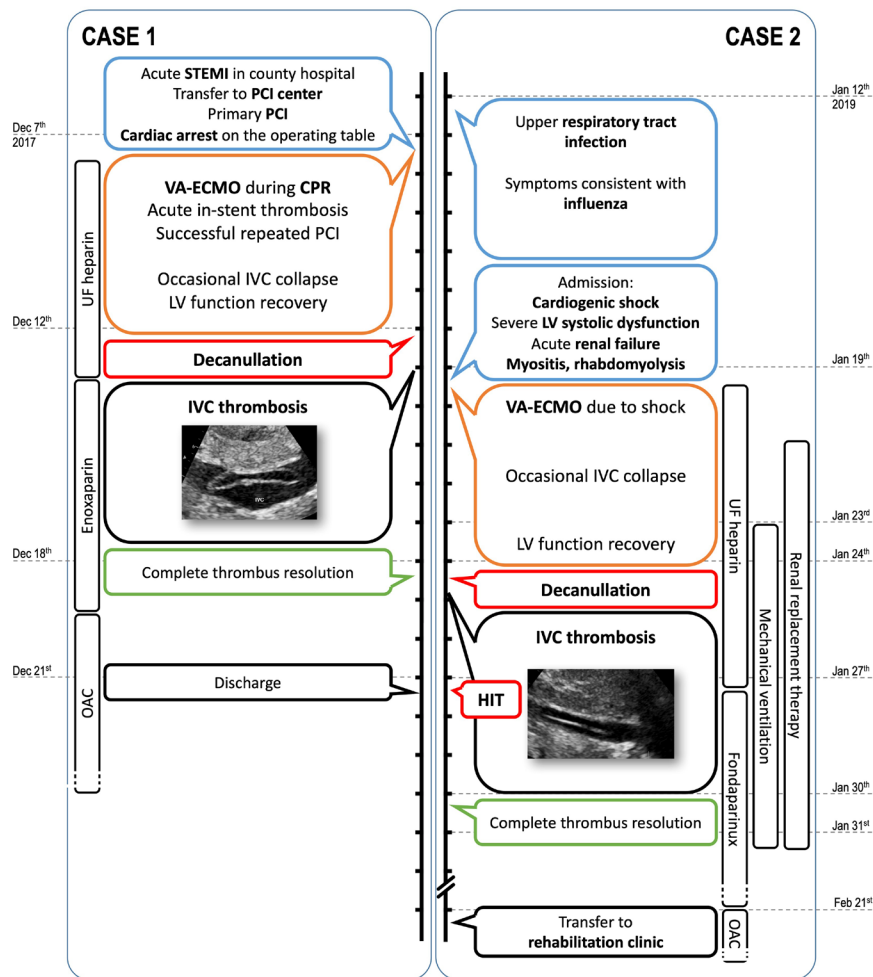 CASE 1
Acute STEMI in county hospital
Transfer to PCI center
Primary PCI
Cardiac arrest on the operating table
Dec 7th
2017
VA-ECMO during CPR
Acute in-stent thrombosis
Successful repeated PCI
Occasional IVC collapse
LV function recovery
UF heparin
Dec 12th
Decanullation
IVC thrombosis
IVC
Enoxaparin
Dec 18th
Complete thrombus resolution
Dec 21st
Discharge
OAC
CASE 2
Jan 12th
2019
Upper respiratory tract
infection
Symptoms consistent with
influenza
Admission:
Cardiogenic shock
Severe LV systolic dysfunction
Acute renal failure
Myositis, rhabdomyolysis
Jan 19th
VA-ECMO due to shock
Occasional IVC collapse
LV function recovery
UF heparin
Jan 23rd
Jan 24th
Decanullation
IVC thrombosis
HIT
Mechanical ventilation
Renal replacement therapy
Jan 27th
Fondaparinux
Jan 30th
Complete thrombus resolution
Jan 31st
Feb 21st
Transfer to
rehabilitation clinic
OAC